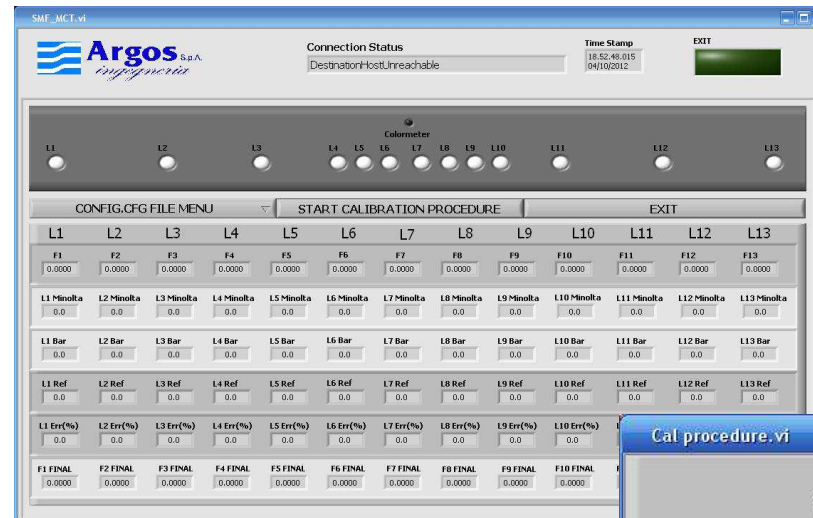 SMF_MCT.vi
Argos S.p.A.
ingegneria
Connection Status
DestinationHostUnreachable
Time Stamp
18.52.48.015
04/10/2012
EXIT
Colormeter
L1 L2 L3 L4 L5 L6 L7 L8 L9 L10 L11 L12 L13
CONFIG.CFG FILE MENU START CALIBRATION PROCEDURE EXIT
L1 L2 L3 L4 L5 L6 L7 L8 L9 L10 L11 L12 L13
F1 F2 F3 F4 F5 F6 F7 F8 F9 F10 F11 F12 F13
0.0000 0.0000 0.0000 0.0000 0.0000 0.0000 0.0000 0.0000 0.0000 0.0000 0.0000 0.0000 0.0000
L1 Minolta L2 Minolta L3 Minolta L4 Minolta L5 Minolta L6 Minolta L7 Minolta L8 Minolta L9 Minolta L10 Minolta L11 Minolta L12 Minolta L13 Minolta
0.0 0.0 0.0 0.0 0.0 0.0 0.0 0.0 0.0 0.0 0.0 0.0 0.0
L1 Bar L2 Bar L3 Bar L4 Bar L5 Bar L6 Bar L7 Bar L8 Bar L9 Bar L10 Bar L11 Bar L12 Bar L13 Bar
0.0 0.0 0.0 0.0 0.0 0.0 0.0 0.0 0.0 0.0 0.0 0.0 0.0
L1 Ref L2 Ref L3 Ref L4 Ref L5 Ref L6 Ref L7 Ref L8 Ref L9 Ref L10 Ref L11 Ref L12 Ref L13 Ref
0.0 0.0 0.0 0.0 0.0 0.0 0.0 0.0 0.0 0.0 0.0 0.0 0.0
L1 Err(%) L2 Err(%) L3 Err(%) L4 Err(%) L5 Err(%) L6 Err(%) L7 Err(%) L8 Err(%) L9 Err(%) L10 Err(%)
0.0 0.0 0.0 0.0 0.0 0.0 0.0 0.0 0.0 0.0
Cal procedure.vi
F1 FINAL F2 FINAL F3 FINAL F4 FINAL F5 FINAL F6 FINAL F7 FINAL F8 FINAL F9 FINAL F10 FINAL
0.0000 0.0000 0.0000 0.0000 0.0000 0.0000 0.0000 0.0000 0.0000 0.0000